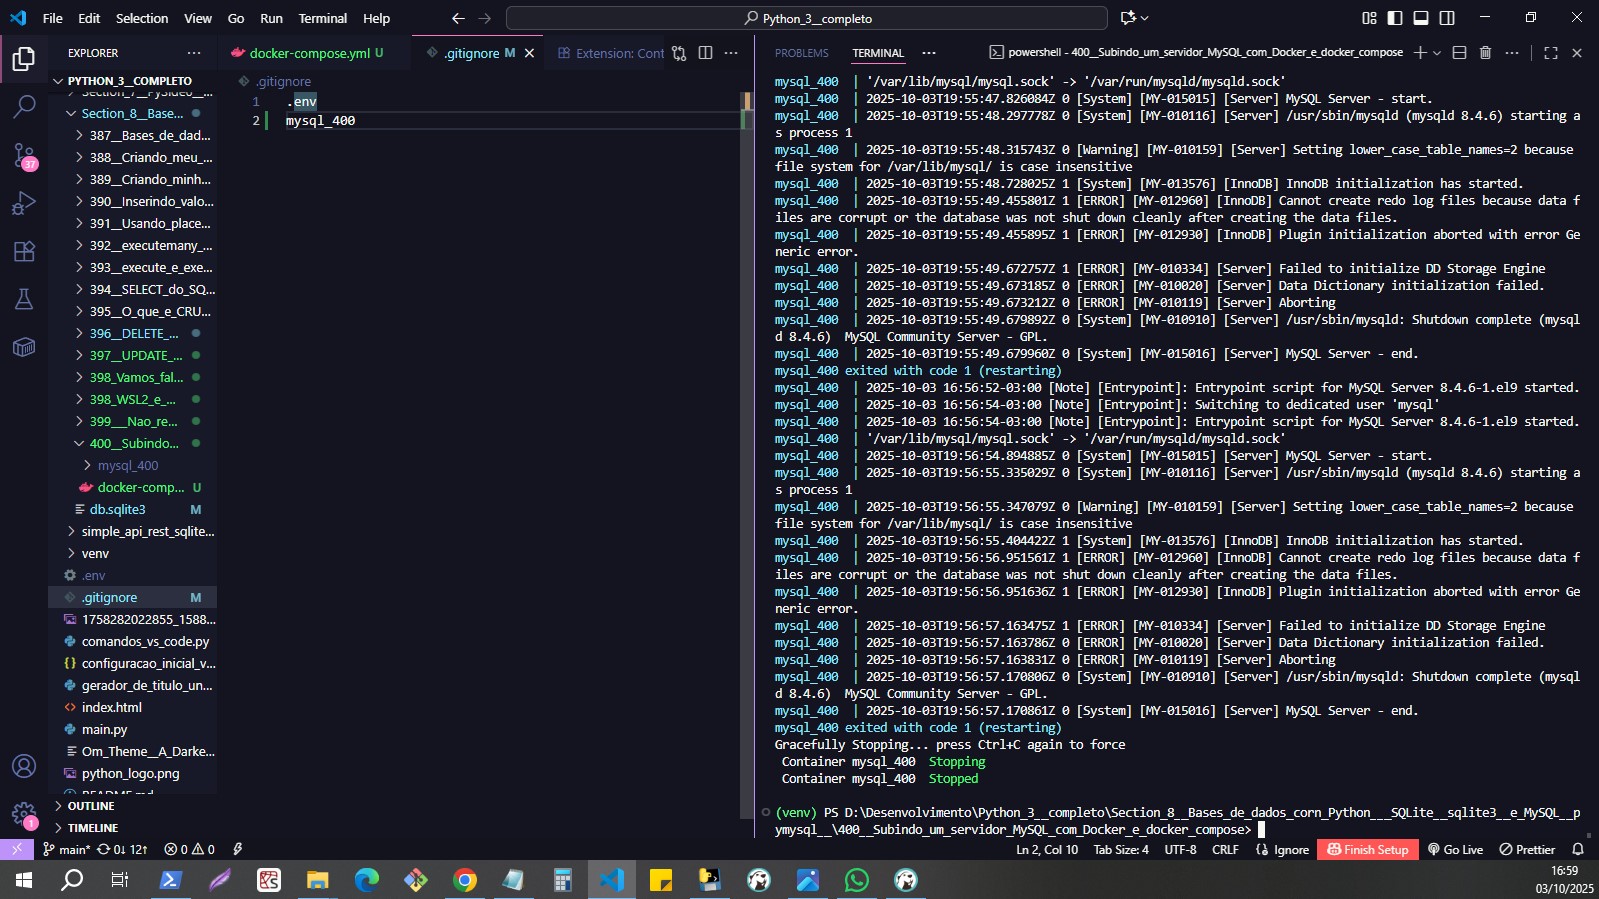 File Edit Selection View Go Run Terminal Help
Python_3__completo
EXPLORER
PYTHON_3__COMPLETO
Section_8__Base...
387__Bases_de_dad...
388__Criando_meu_...
389__Criando_minh...
390__Inserindo_valo...
391__Usando_place...
392__executemany_...
393__execute_e_exe...
394__SELECT_do_SQ...
395__O_que_e_CRU...
396__DELETE_...
397__UPDATE_...
398_Vamos_fal...
398_WSL2_e_...
399___Nao_re...
400__Subindo...
mysql_400
docker-comp... U
db.sqlite3 M
simple_api_rest_sqlite...
venv
.env
.gitignore M
1758282022855_1588...
comandos_vs_code.py
configuracao_inicial_v...
gerador_de_titulo_un...
index.html
main.py
Om_Theme__A_Darke...
python_logo.png
OUTLINE
TIMELINE
37
1
docker-compose.yml U
.gitignore M
Extension: Cont
.gitignore
1 .env
2 mysql_400
PROBLEMS TERMINAL ...
powershell - 400__Subindo_um_servidor_MySQL_com_Docker_e_docker_compose
mysql_400 | '/var/lib/mysql/mysql.sock' -> '/var/run/mysqld/mysqld.sock'
mysql_400 | 2025-10-03T19:55:47.826084Z 0 [System] [MY-015015] [Server] MySQL Server - start.
mysql_400 | 2025-10-03T19:55:48.297778Z 0 [System] [MY-010116] [Server] /usr/sbin/mysqld (mysqld 8.4.6) starting a
s process 1
mysql_400 | 2025-10-03T19:55:48.315743Z 0 [Warning] [MY-010159] [Server] Setting lower_case_table_names=2 because
file system for /var/lib/mysql/ is case insensitive
mysql_400 | 2025-10-03T19:55:48.728025Z 1 [System] [MY-013576] [InnoDB] InnoDB initialization has started.
mysql_400 | 2025-10-03T19:55:49.455801Z 1 [ERROR] [MY-012960] [InnoDB] Cannot create redo log files because data f
iles are corrupt or the database was not shut down cleanly after creating the data files.
mysql_400 | 2025-10-03T19:55:49.455895Z 1 [ERROR] [MY-012930] [InnoDB] Plugin initialization aborted with error Ge
neric error.
mysql_400 | 2025-10-03T19:55:49.672757Z 1 [ERROR] [MY-010334] [Server] Failed to initialize DD Storage Engine
mysql_400 | 2025-10-03T19:55:49.673185Z 0 [ERROR] [MY-010020] [Server] Data Dictionary initialization failed.
mysql_400 | 2025-10-03T19:55:49.673212Z 0 [ERROR] [MY-010119] [Server] Aborting
mysql_400 | 2025-10-03T19:55:49.679892Z 0 [System] [MY-010910] [Server] /usr/sbin/mysqld: Shutdown complete (mysql
d 8.4.6) MySQL Community Server - GPL.
mysql_400 | 2025-10-03T19:55:49.679960Z 0 [System] [MY-015016] [Server] MySQL Server - end.
mysql_400 exited with code 1 (restarting)
mysql_400 | 2025-10-03 16:56:52-03:00 [Note] [Entrypoint]: Entrypoint script for MySQL Server 8.4.6-1.el9 started.
mysql_400 | 2025-10-03 16:56:54-03:00 [Note] [Entrypoint]: Switching to dedicated user 'mysql'
mysql_400 | 2025-10-03 16:56:54-03:00 [Note] [Entrypoint]: Entrypoint script for MySQL Server 8.4.6-1.el9 started.
mysql_400 | '/var/lib/mysql/mysql.sock' -> '/var/run/mysqld/mysqld.sock'
mysql_400 | 2025-10-03T19:56:54.894885Z 0 [System] [MY-015015] [Server] MySQL Server - start.
mysql_400 | 2025-10-03T19:56:55.335029Z 0 [System] [MY-010116] [Server] /usr/sbin/mysqld (mysqld 8.4.6) starting a
s process 1
mysql_400 | 2025-10-03T19:56:55.347079Z 0 [Warning] [MY-010159] [Server] Setting lower_case_table_names=2 because
file system for /var/lib/mysql/ is case insensitive
mysql_400 | 2025-10-03T19:56:55.404422Z 1 [System] [MY-013576] [InnoDB] InnoDB initialization has started.
mysql_400 | 2025-10-03T19:56:56.951561Z 1 [ERROR] [MY-012960] [InnoDB] Cannot create redo log files because data f
iles are corrupt or the database was not shut down cleanly after creating the data files.
mysql_400 | 2025-10-03T19:56:56.951636Z 1 [ERROR] [MY-012930] [InnoDB] Plugin initialization aborted with error Ge
neric error.
mysql_400 | 2025-10-03T19:56:57.163475Z 1 [ERROR] [MY-010334] [Server] Failed to initialize DD Storage Engine
mysql_400 | 2025-10-03T19:56:57.163786Z 0 [ERROR] [MY-010020] [Server] Data Dictionary initialization failed.
mysql_400 | 2025-10-03T19:56:57.163831Z 0 [ERROR] [MY-010119] [Server] Aborting
mysql_400 | 2025-10-03T19:56:57.170806Z 0 [System] [MY-010910] [Server] /usr/sbin/mysqld: Shutdown complete (mysql
d 8.4.6) MySQL Community Server - GPL.
mysql_400 | 2025-10-03T19:56:57.170861Z 0 [System] [MY-015016] [Server] MySQL Server - end.
mysql_400 exited with code 1 (restarting)
Gracefully Stopping... press Ctrl+C again to force
Container mysql_400 Stopping
Container mysql_400 Stopped
(venv) PS D:\Desenvolvimento\Python_3__completo\Section_8__Bases_de_dados_corn_Python___SQLite__sqlite3__e_MySQL__p
ymysql__\400__Subindo_um_servidor_MySQL_com_Docker_e_docker_compose>
main* 0↓ 12↑ 0 0
Ln 2, Col 10 Tab Size: 4 UTF-8 CRLF Ignore Finish Setup Go Live Prettier
16:59
03/10/2025